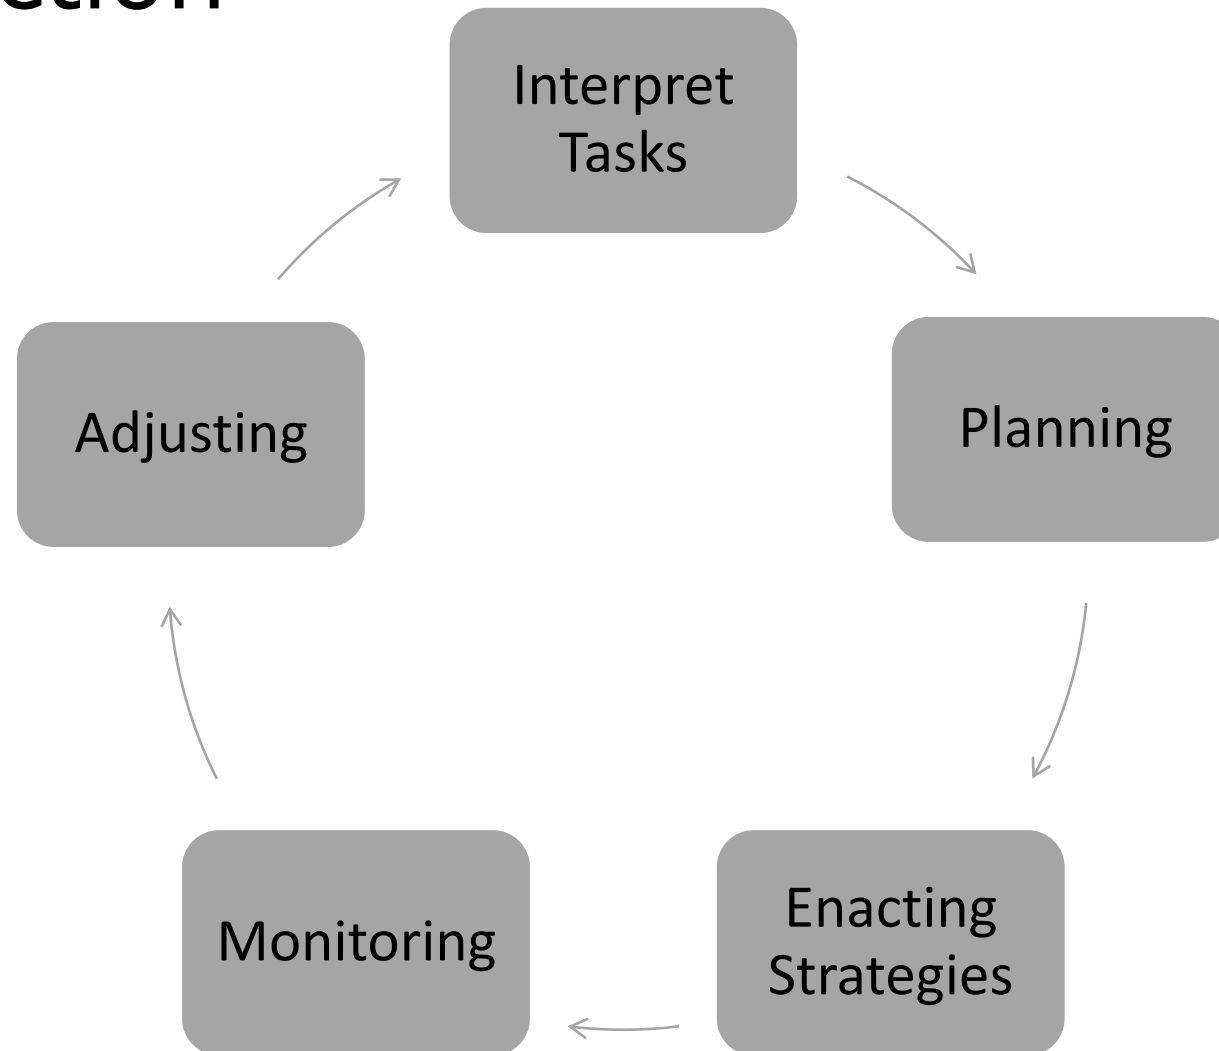 Interpret
Tasks
Planning
Enacting
Strategies
Monitoring
Adjusting